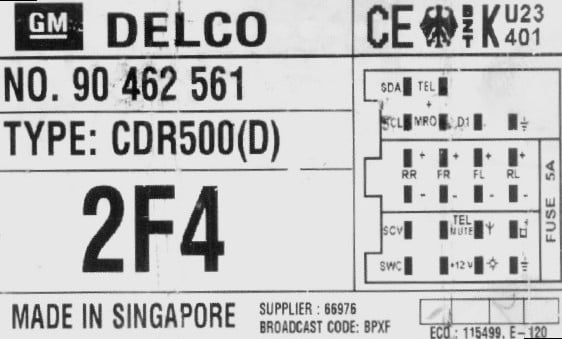 GM DELCO
CE BZT K U23 401
NO. 90 462 561
TYPE: CDR500(D)
2F4
SDA TEL
+
SCL MRO D1 -
+ + + +
RR FR FL RL
- - - -
FUSE 5A
SCV TEL MUTE
SWC +12V
MADE IN SINGAPORE
SUPPLIER : 66976
BROADCAST CODE: BPXF
ECO : 115499, E-120